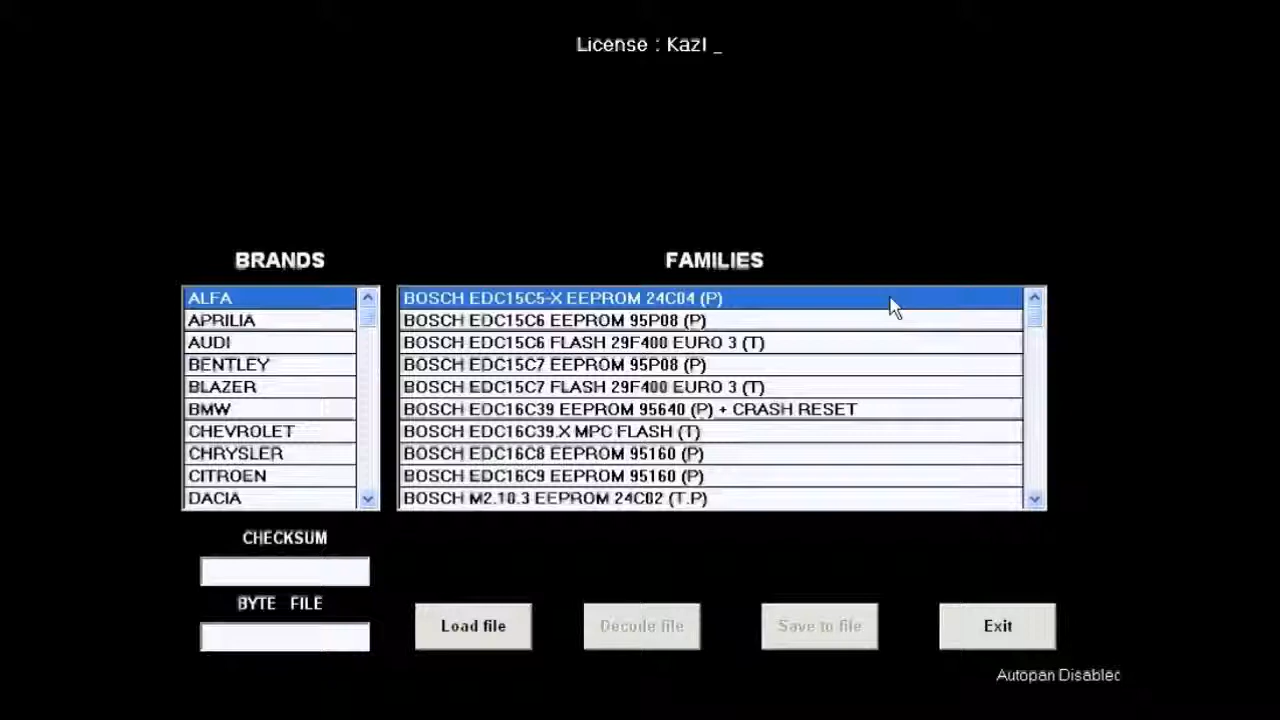 License : KazI _
BRANDS
FAMILIES
ALFA
APRILIA
AUDI
BENTLEY
BLAZER
BMW
CHEVROLET
CHRYSLER
CITROEN
DACIA
BOSCH EDC15C5-X EEPROM 24C04 (P)
BOSCH EDC15C6 EEPROM 95P08 (P)
BOSCH EDC15C6 FLASH 29F400 EURO 3 (T)
BOSCH EDC15C7 EEPROM 95P08 (P)
BOSCH EDC15C7 FLASH 29F400 EURO 3 (T)
BOSCH EDC16C39 EEPROM 95640 (P) + CRASH RESET
BOSCH EDC16C39.X MPC FLASH (T)
BOSCH EDC16C8 EEPROM 95160 (P)
BOSCH EDC16C9 EEPROM 95160 (P)
BOSCH M2.10.3 EEPROM 24C02 (T.P)
CHECKSUM
BYTE FILE
Load file
Decode file
Save to file
Exit
Autopan Disablec